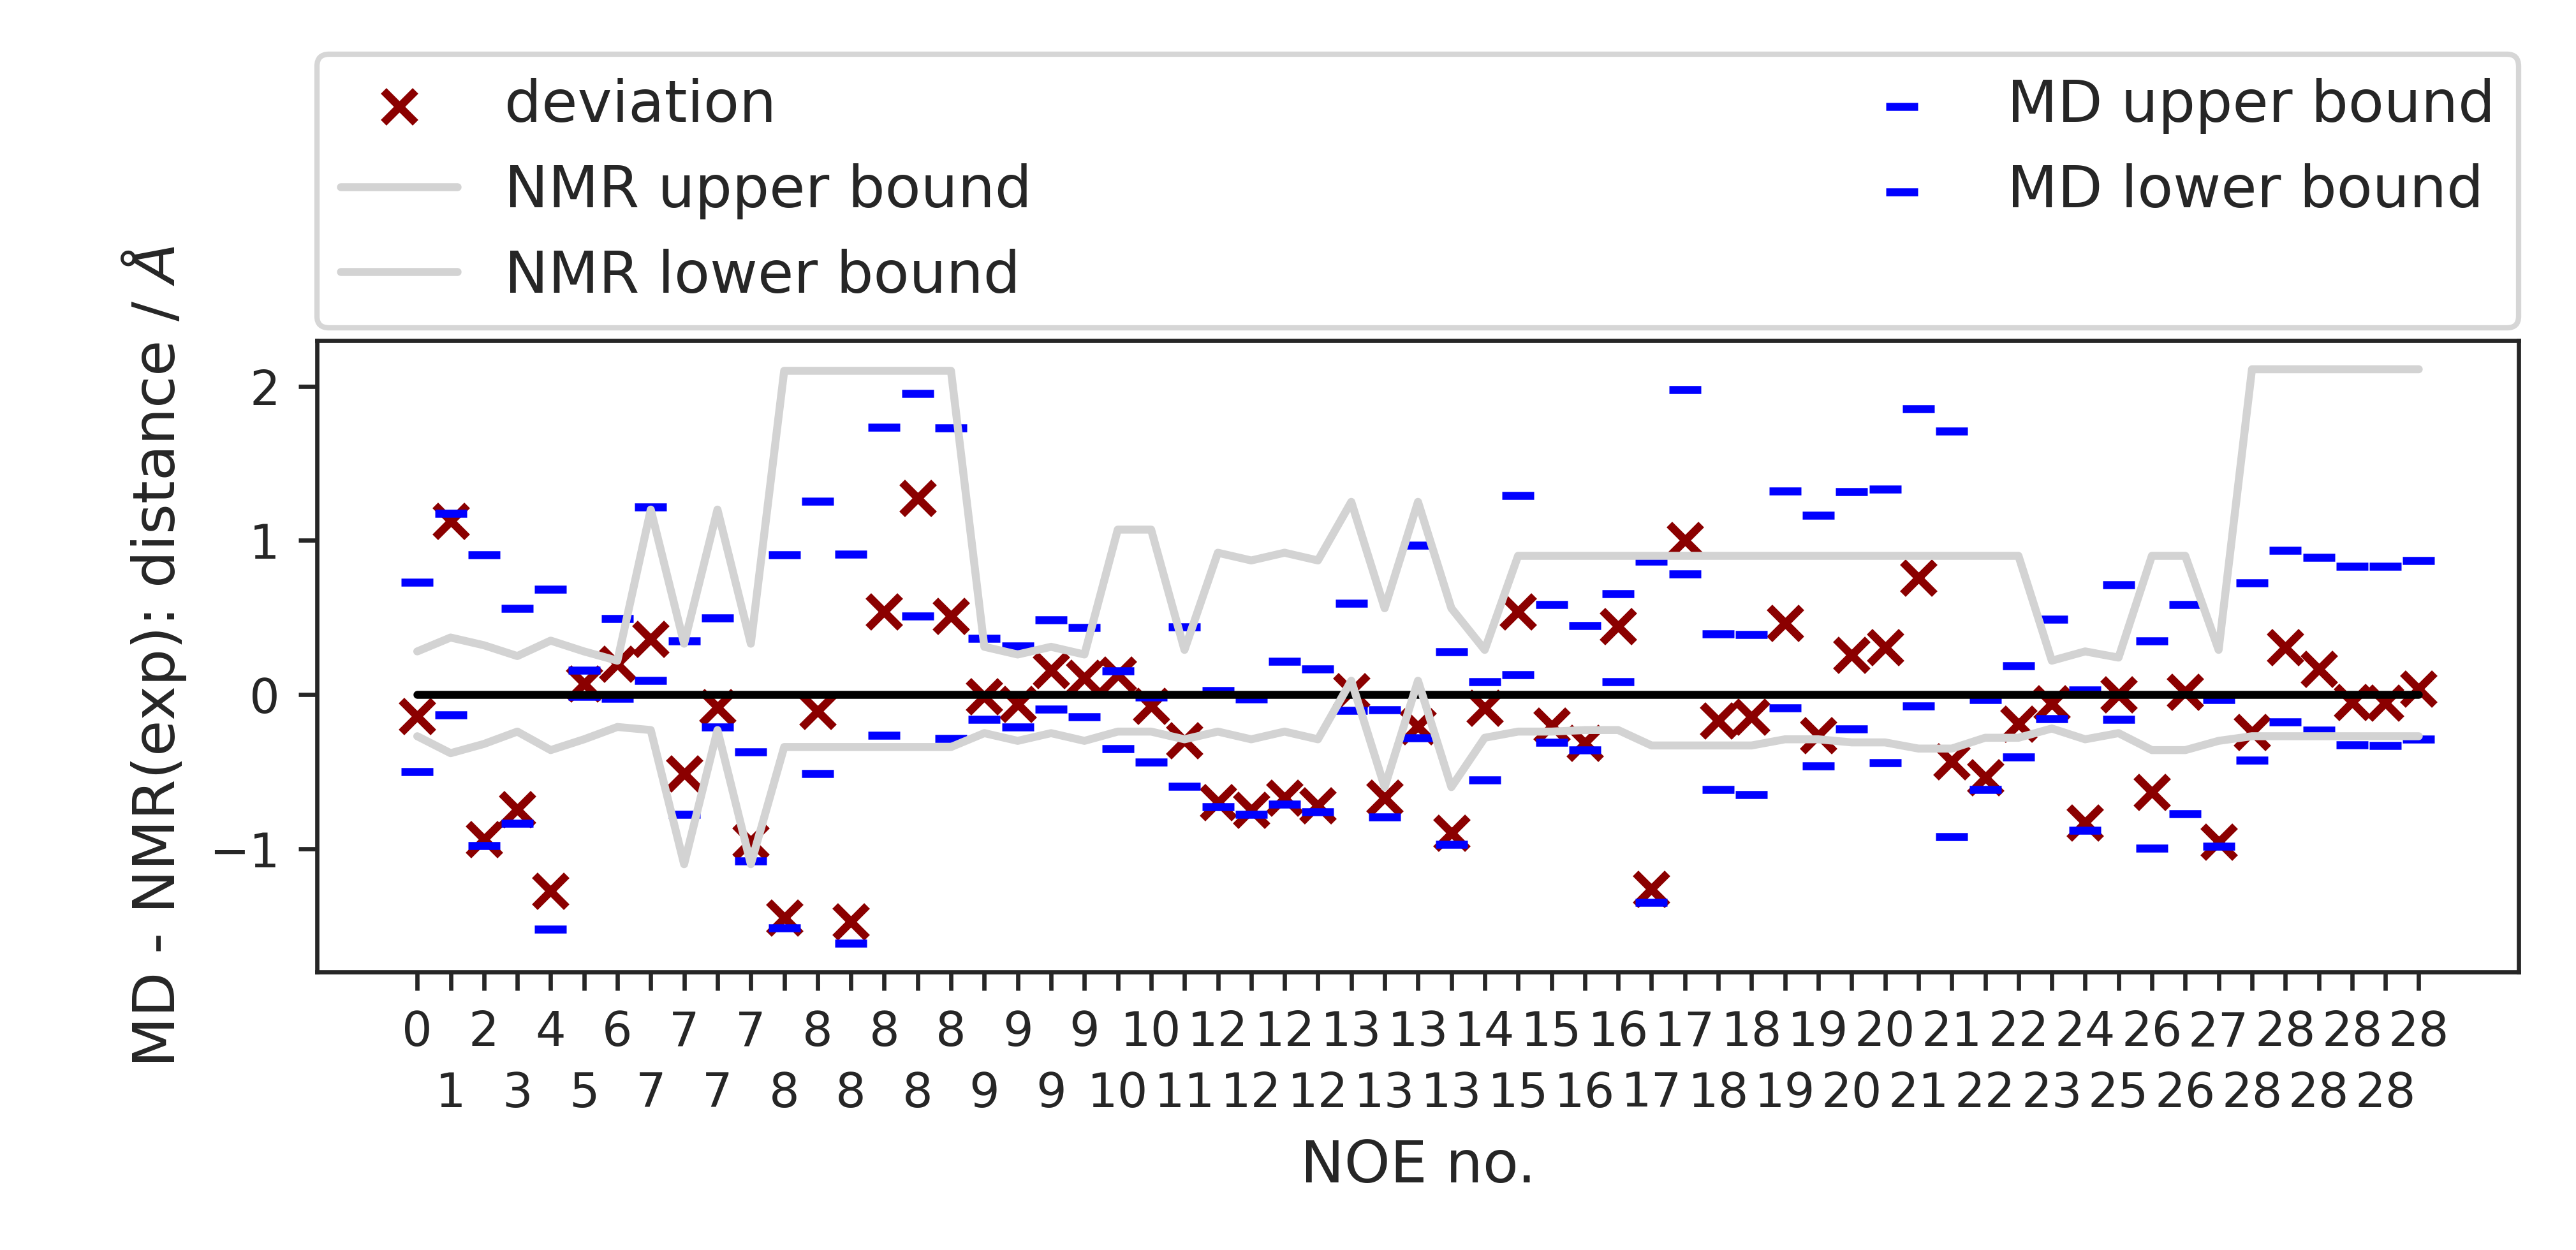 deviation
NMR upper bound
NMR lower bound
MD upper bound
MD lower bound
MD - NMR(exp): distance / Å
2
1
0
−1
0 2 4 6 7 7 8 8 8 9 9 10 12 12 13 13 14 15 16 17 18 19 20 21 22 24 26 27 28 28 28
1 3 5 7 7 8 8 8 9 9 10 11 12 12 13 13 15 16 17 18 19 20 21 22 23 25 26 28 28 28
NOE no.